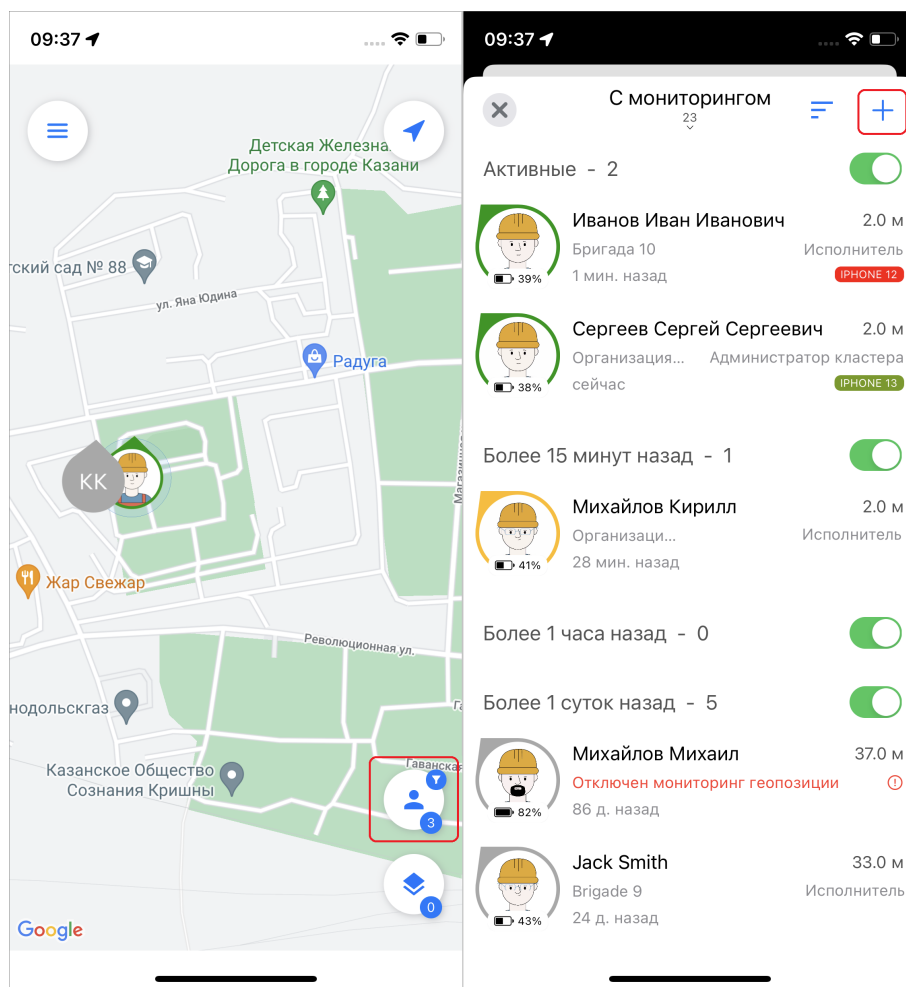 09:37
Детская Железна
Дорога в городе Казани
тский сад № 88
ул. Яна Юдина
Радуга
Магазинная
КК
Жар Свежар
Революционная ул.
нодольскгаз
Га
Гаванска
Казанское Общество
Сознания Кришны
3
0
Google
09:37
С мониторингом
23
Активные - 2
Иванов Иван Иванович 2.0 м
Бригада 10 Исполнитель
39% 1 мин. назад IPHONE 12
Сергеев Сергей Сергеевич 2.0 м
Организация... Администратор кластера
38% сейчас IPHONE 13
Более 15 минут назад - 1
Михайлов Кирилл 2.0 м
Организаци... Исполнитель
41% 28 мин. назад
Более 1 часа назад - 0
Более 1 суток назад - 5
Михайлов Михаил 37.0 м
Отключен мониторинг геопозиции
82% 86 д. назад
Jack Smith 33.0 м
Brigade 9 Исполнитель
43% 24 д. назад